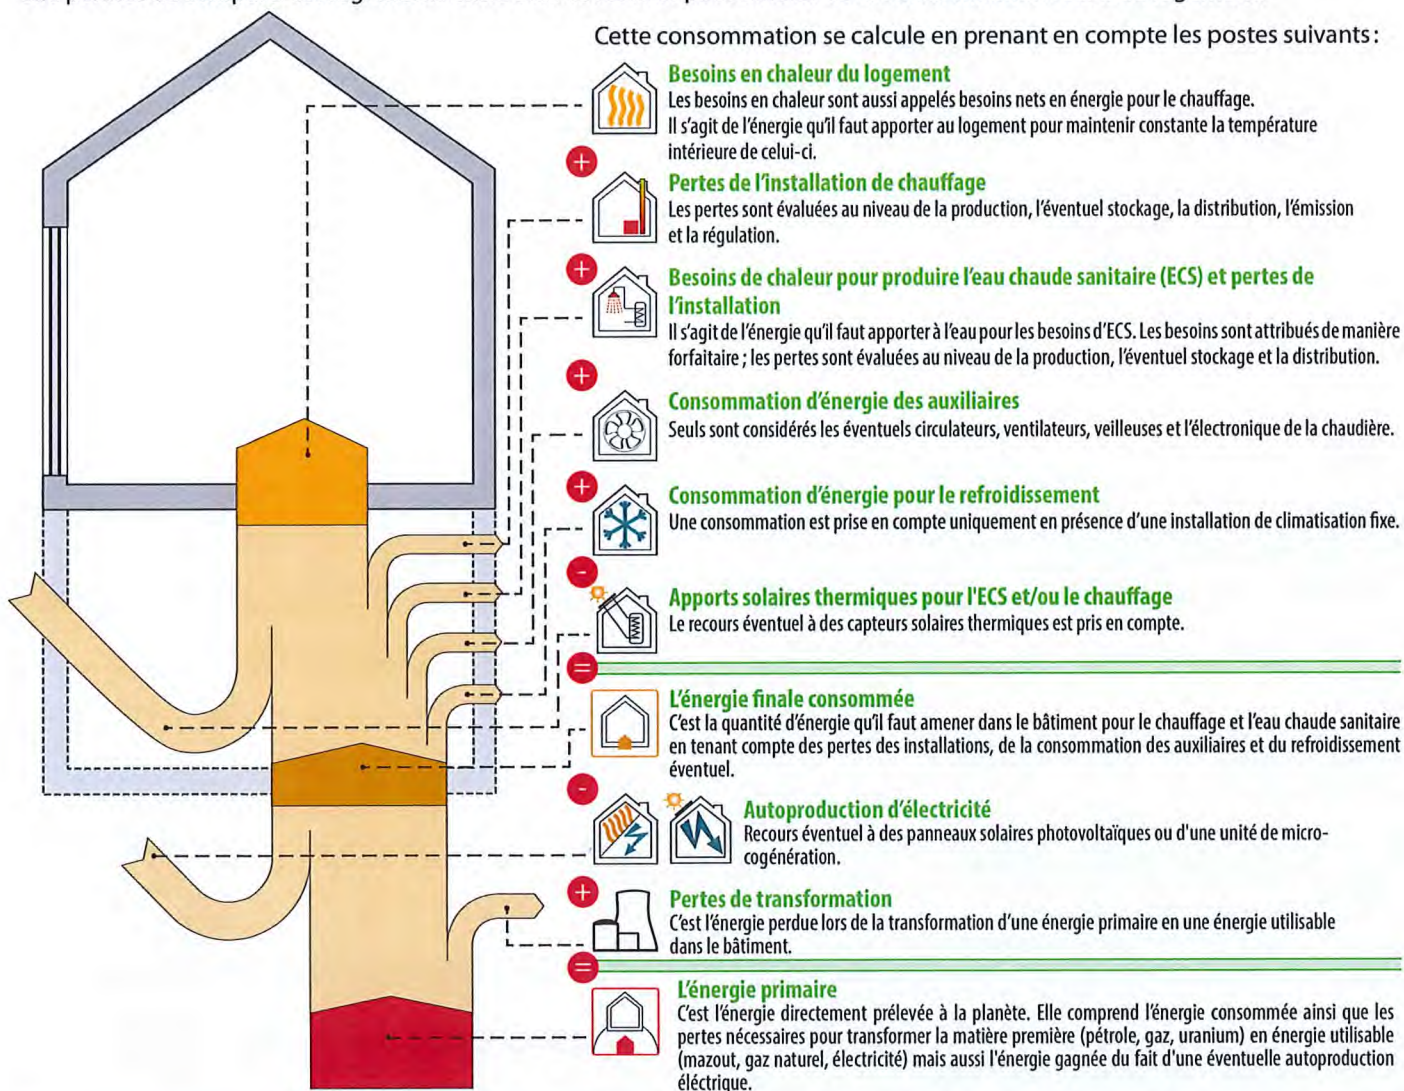 Cette consommation se calcule en prenant en compte les postes suivants :
Besoins en chaleur du logement
Les besoins en chaleur sont aussi appelés besoins nets en énergie pour le chauffage.
Il s'agit de l'énergie qu'il faut apporter au logement pour maintenir constante la température
intérieure de celui-ci.
+
Pertes de l'installation de chauffage
Les pertes sont évaluées au niveau de la production, l'éventuel stockage, la distribution, l'émission
et la régulation.
+
Besoins de chaleur pour produire l'eau chaude sanitaire (ECS) et pertes de
l'installation
Il s'agit de l'énergie qu'il faut apporter à l'eau pour les besoins d'ECS. Les besoins sont attribués de manière
forfaitaire ; les pertes sont évaluées au niveau de la production, l'éventuel stockage et la distribution.
+
Consommation d'énergie des auxiliaires
Seuls sont considérés les éventuels circulateurs, ventilateurs, veilleuses et l'électronique de la chaudière.
+
Consommation d'énergie pour le refroidissement
Une consommation est prise en compte uniquement en présence d'une installation de climatisation fixe.
-
Apports solaires thermiques pour l'ECS et/ou le chauffage
Le recours éventuel à des capteurs solaires thermiques est pris en compte.
=
L'énergie finale consommée
C'est la quantité d'énergie qu'il faut amener dans le bâtiment pour le chauffage et l'eau chaude sanitaire
en tenant compte des pertes des installations, de la consommation des auxiliaires et du refroidissement
éventuel.
-
Autoproduction d'électricité
Recours éventuel à des panneaux solaires photovoltaïques ou d'une unité de micro-
cogénération.
+
Pertes de transformation
C'est l'énergie perdue lors de la transformation d'une énergie primaire en une énergie utilisable
dans le bâtiment.
=
L'énergie primaire
C'est l'énergie directement prélevée à la planète. Elle comprend l'énergie consommée ainsi que les
pertes nécessaires pour transformer la matière première (pétrole, gaz, uranium) en énergie utilisable
(mazout, gaz naturel, électricité) mais aussi l'énergie gagnée du fait d'une éventuelle autoproduction
éléctrique.